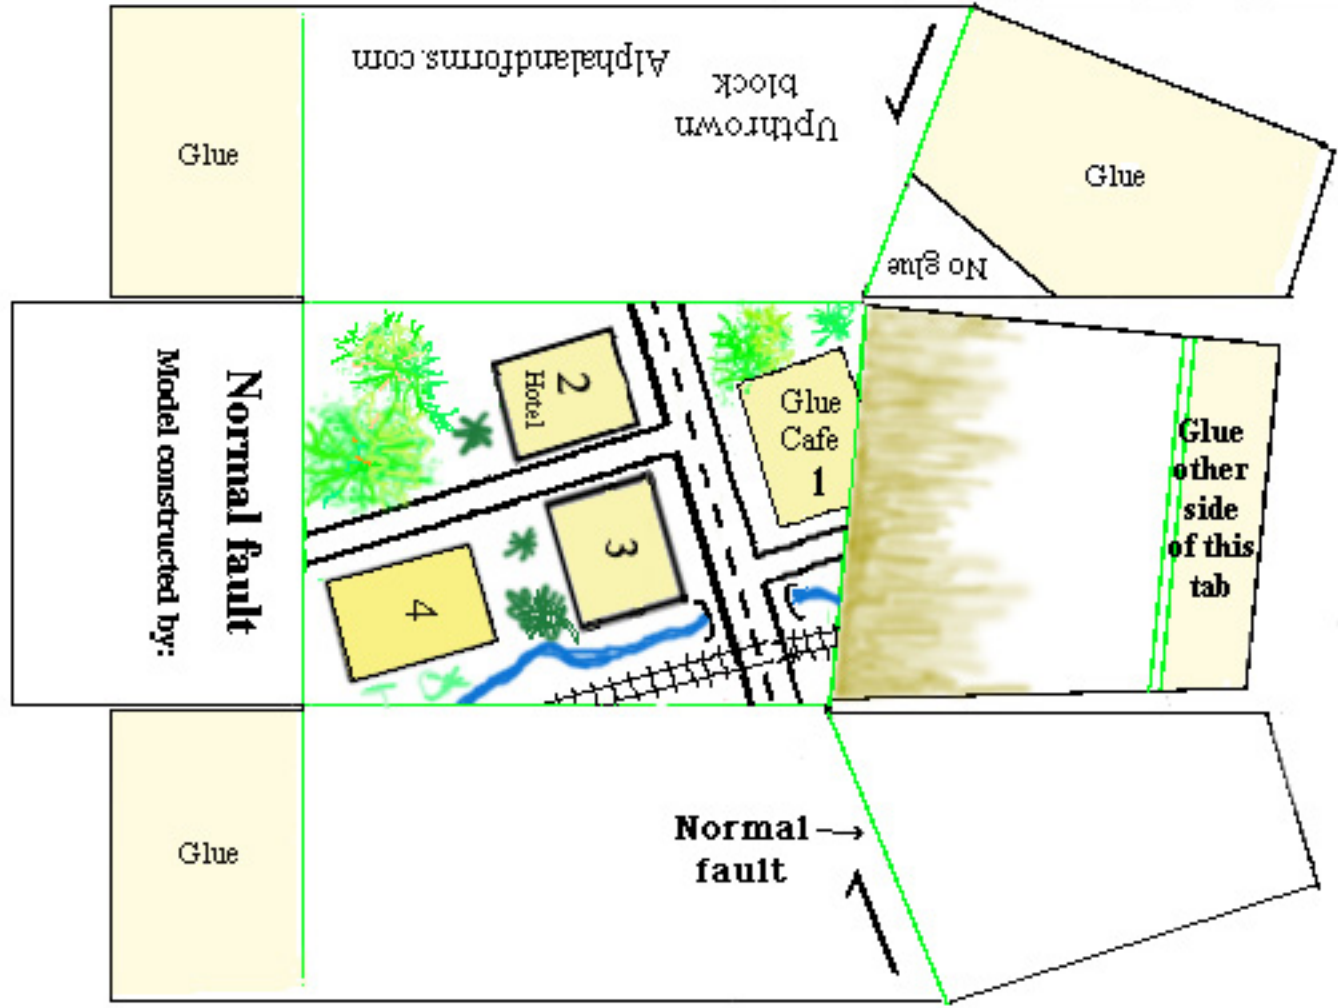 Alphalandforms.com
Upthrown
block
Glue
Glue
No glue
Normal fault
Model constructed by:
2
Hotel
Glue
Cafe
1
3
4
Glue
other
side
of this
tab
Glue
Normal
fault